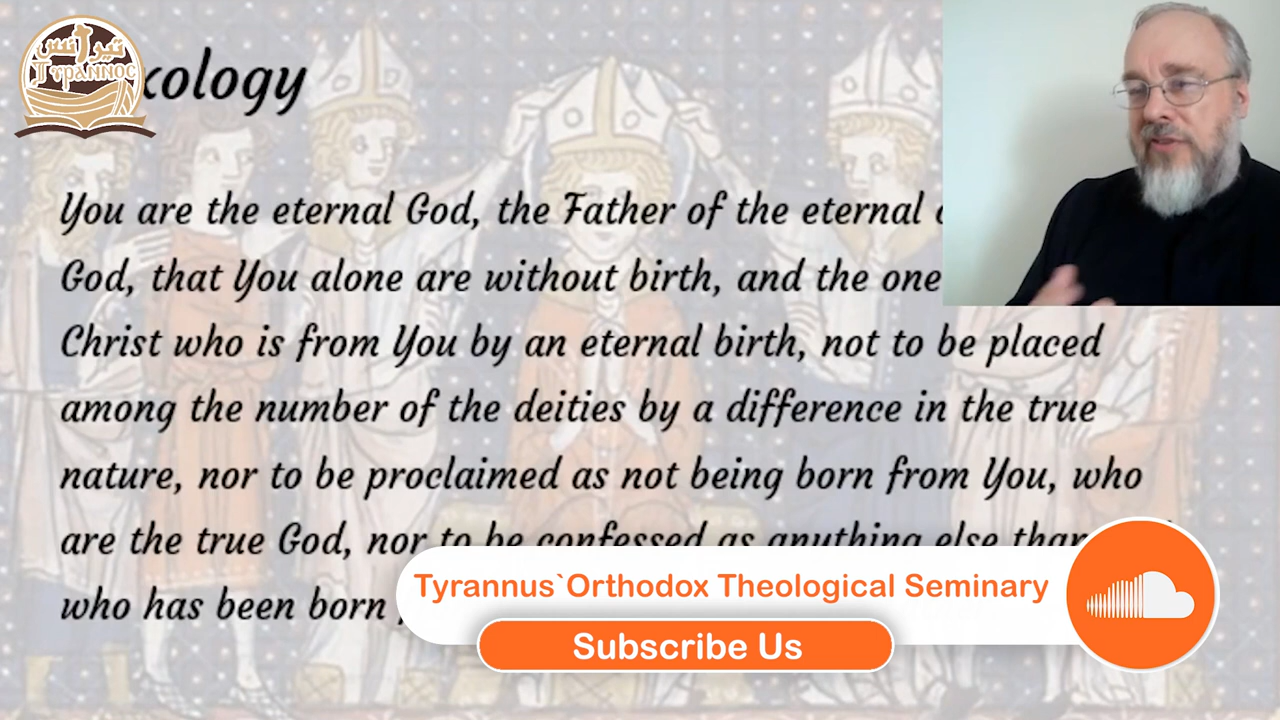 تيرانس
Τυραννος
xology
You are the eternal God, the Father of the eternal
God, that You alone are without birth, and the one
Christ who is from You by an eternal birth, not to be placed
among the number of the deities by a difference in the true
nature, nor to be proclaimed as not being born from You, who
are the true God, nor to be confessed as anything else
who has been born
Tyrannus`Orthodox Theological Seminary
Subscribe Us